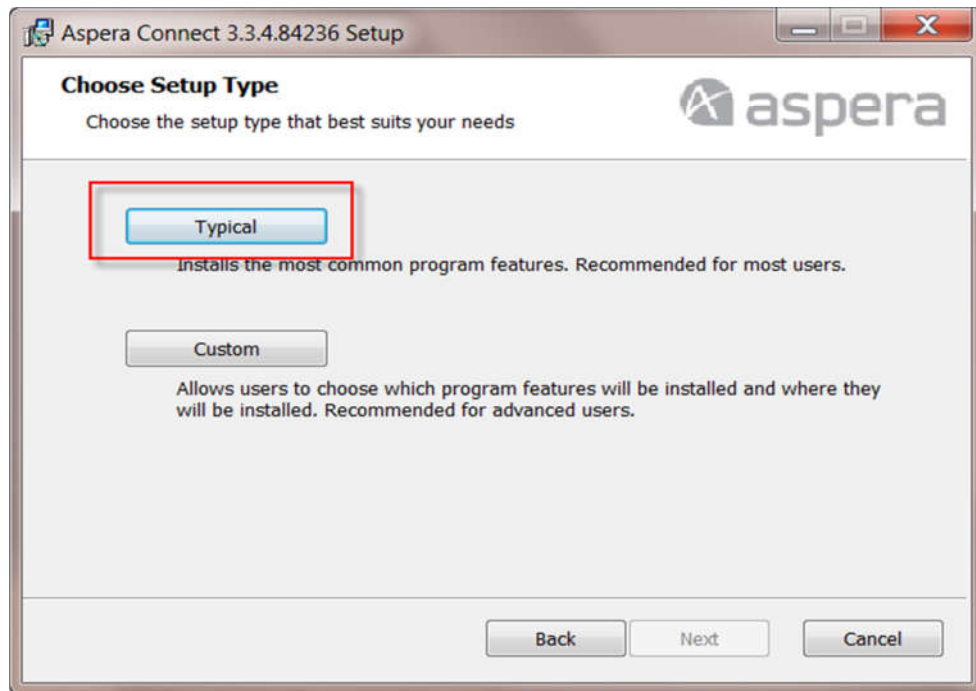 Aspera Connect 3.3.4.84236 Setup
Choose Setup Type
Choose the setup type that best suits your needs
aspera
Typical
Installs the most common program features. Recommended for most users.
Custom
Allows users to choose which program features will be installed and where they
will be installed. Recommended for advanced users.
Back
Next
Cancel